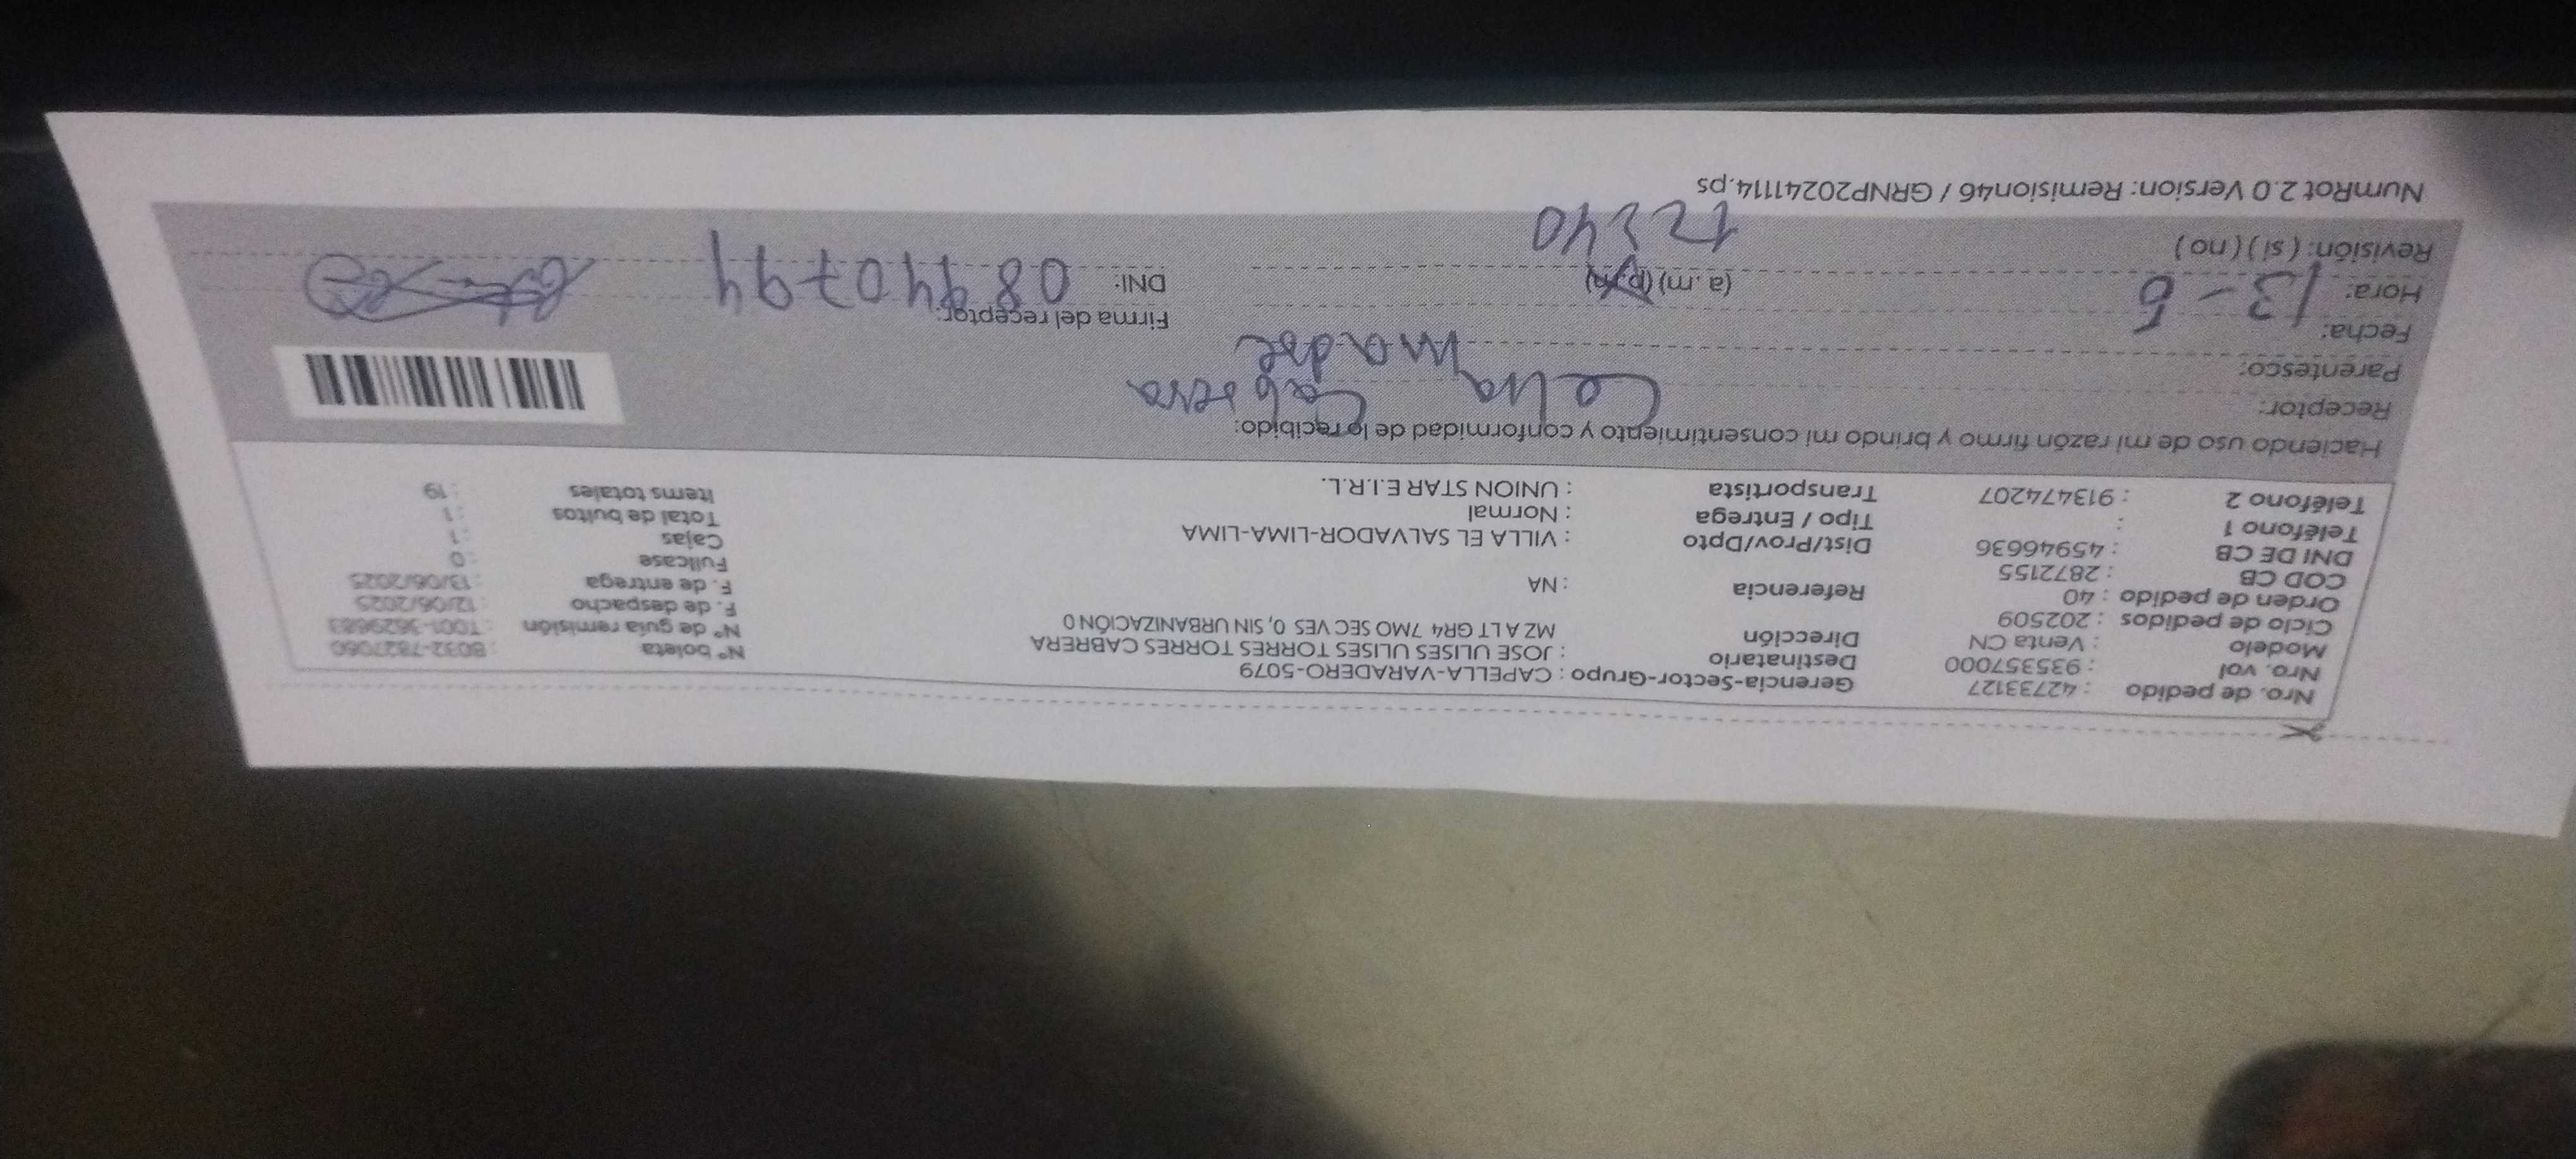 Nro. de pedido : 42733127 Gerencia-Sector-Grupo : CAPELLA-VARADERO-5079
Nro. vol : 935357000 Destinatario : JOSE ULISES ULISES TORRES TORRES CABRERA Nº boleta : B032-7827060
Modelo : Venta CN Dirección MZ A LT GR4 7MO SEC VES 0, SIN URBANIZACIÓN 0 Nº de guía remisión : T001-3629683
Ciclo de pedidos : 202509 F. de despacho : 12/06/2025
Orden de pedido : 40 Referencia : NA F. de entrega : 13/06/2025
COD CB : 2872155 Fullcase : 0
DNI DE CB : 45946636 Dist/Prov/Dpto : VILLA EL SALVADOR-LIMA-LIMA Cajas : 1
Teléfono 1 : Tipo / Entrega : Normal Total de bultos : 1
Teléfono 2 : 913474207 Transportista : UNION STAR E.I.R.L. Items totales : 19
Haciendo uso de mi razón firmo y brindo mi consentimiento y conformidad de lo recibido:
Receptor: Celia Cabrera
Parentesco: madre
Fecha: 13-6 Firma del receptor:
Hora: (a.m) (p.m) DNI: 08940794
Revisión: (si) (no) 12:40
NumRot 2.0 Version: Remision46 / GRNP20241114.ps